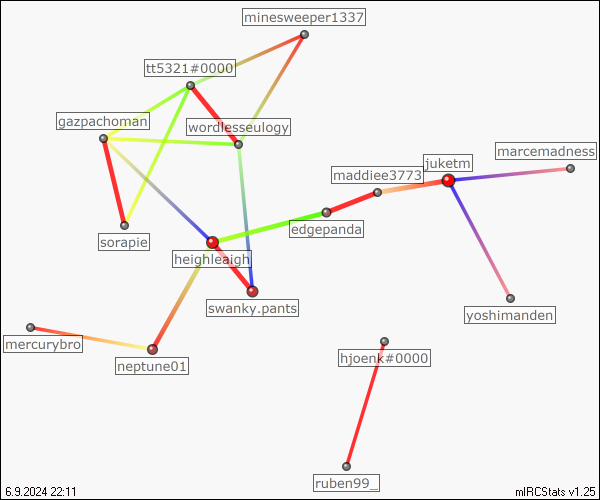 minesweeper1337
tt5321#0000
gazpachoman
wordlesseulogy
marcemadness
juketm
maddiee3773
edgepanda
sorapie
heighleaigh
swanky.pants
yoshimanden
mercurybro
hjoenk#0000
neptune01
ruben99_
6.9.2024 22:11
mIRCStats v1.25